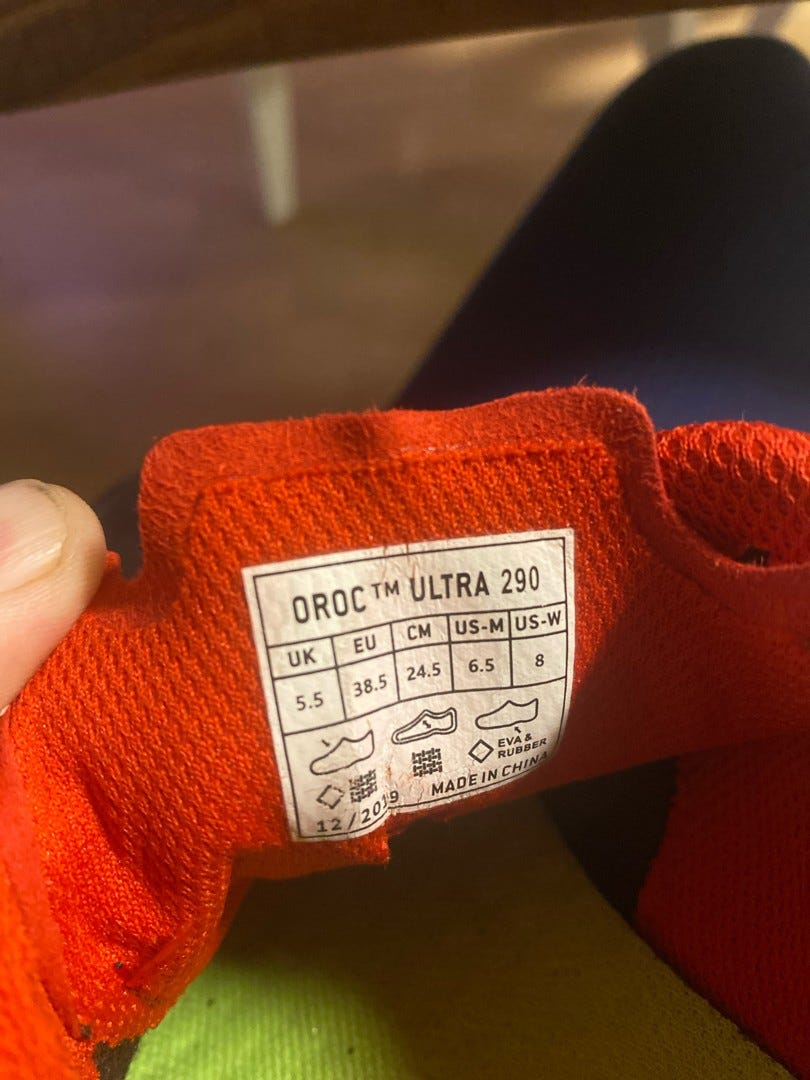 OROC™ ULTRA 290
UK EU CM US-M US-W
5.5 38.5 24.5 6.5 8
EVA &
RUBBER
12/2019 MADE IN CHINA